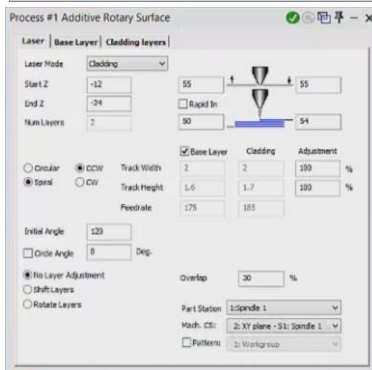 Process #1 Additive Rotary Surface
Laser Base Layer Cladding layers
Laser Mode Cladding
Start Z -12 55 55
End Z -24 Rapid In
Num Layers 2 50 54
Base Layer Cladding Adjustment
Circular CCW Track Width 2 2 100 %
Spiral CW Track Height 1.6 1.7 100 %
Feedrate 175 185
Initial Angle 120
Circle Angle 0 Deg.
No Layer Adjustment Overlap 30 %
Shift Layers
Rotate Layers Part Station 1:Spindle 1
Mach. CS: 2: XY plane - S1: Spindle 1
Pattern: 1: Workgroup